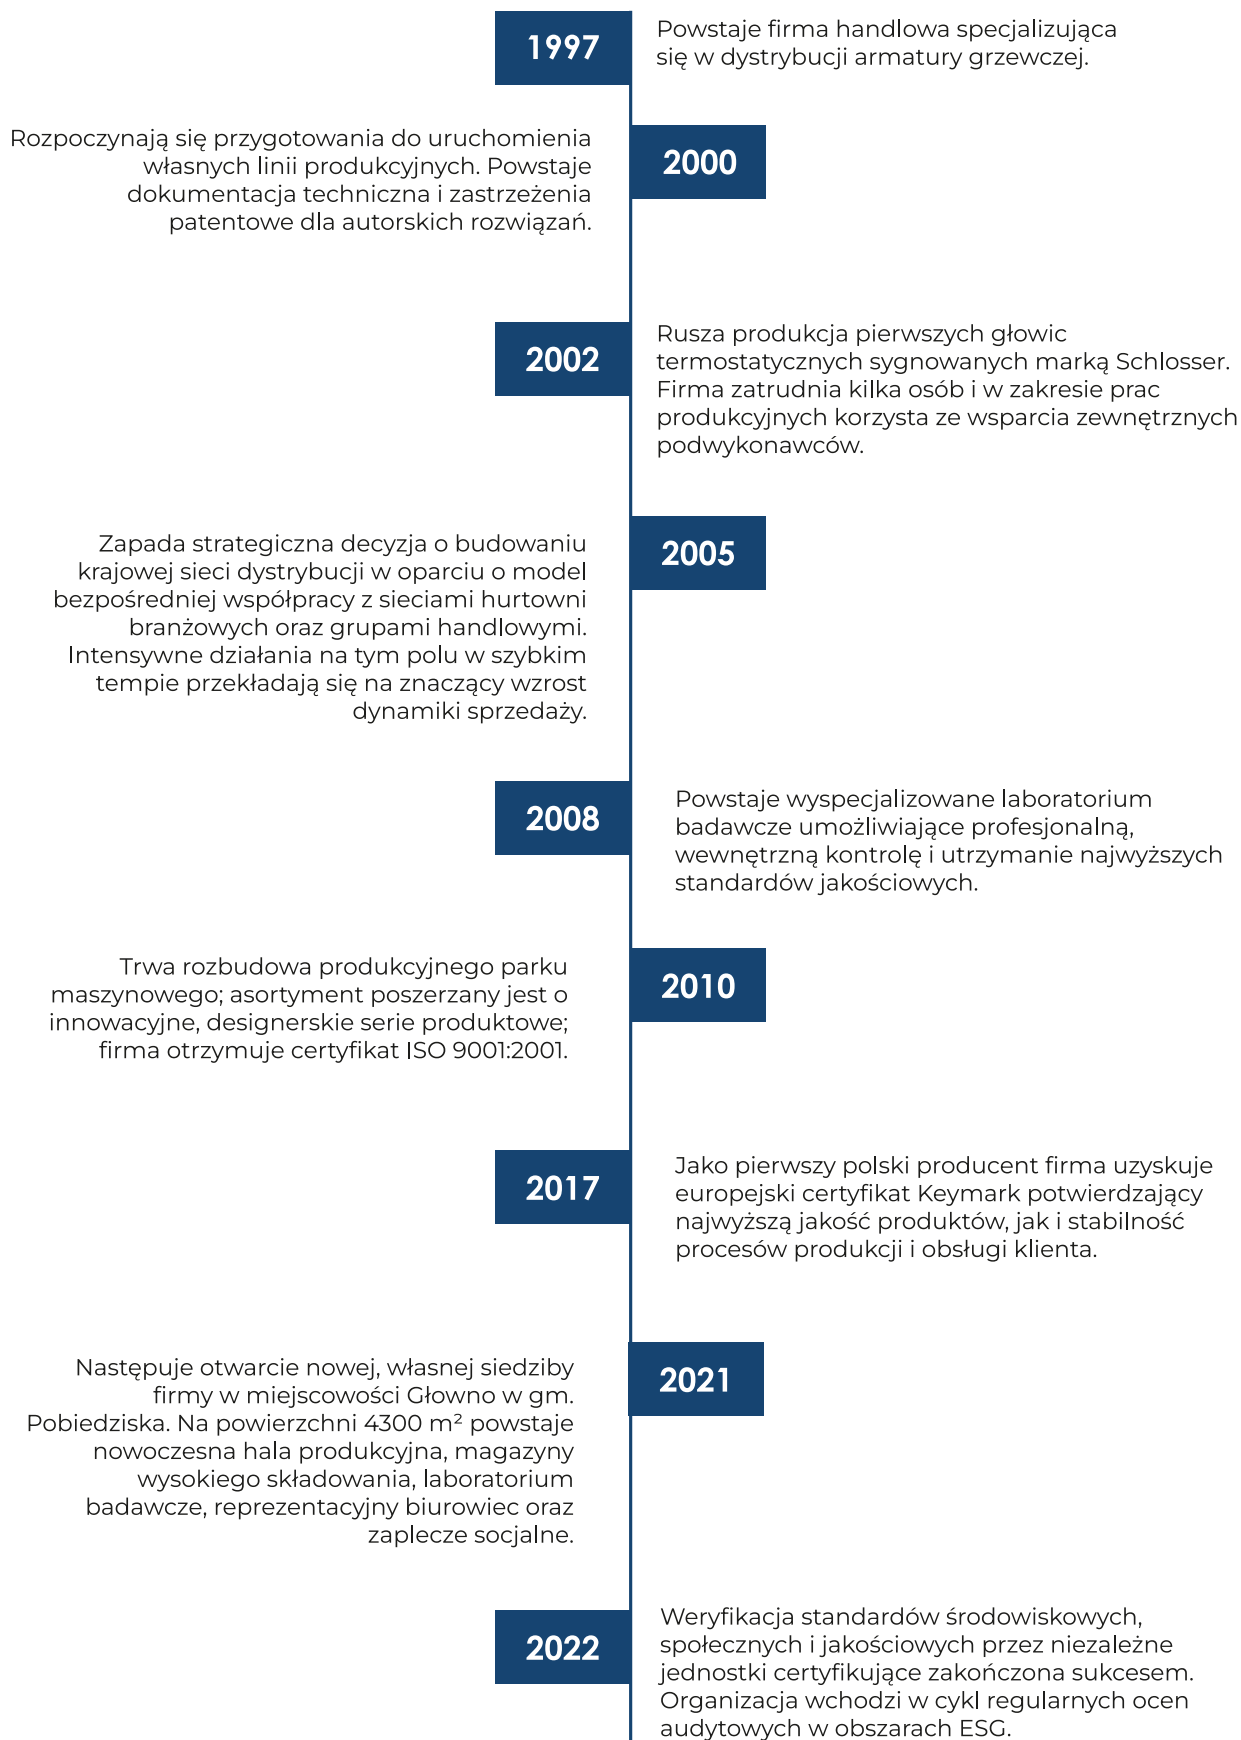 1997
Powstaje firma handlowa specjalizująca
się w dystrybucji armatury grzewczej.
2000
Rozpoczynają się przygotowania do uruchomienia
własnych linii produkcyjnych. Powstaje
dokumentacja techniczna i zastrzeżenia
patentowe dla autorskich rozwiązań.
2002
Rusza produkcja pierwszych głowic
termostatycznych sygnowanych marką Schlosser.
Firma zatrudnia kilka osób i w zakresie prac
produkcyjnych korzysta ze wsparcia zewnętrznych
podwykonawców.
2005
Zapada strategiczna decyzja o budowaniu
krajowej sieci dystrybucji w oparciu o model
bezpośredniej współpracy z sieciami hurtowni
branżowych oraz grupami handlowymi.
Intensywne działania na tym polu w szybkim
tempie przekładają się na znaczący wzrost
dynamiki sprzedaży.
2008
Powstaje wyspecjalizowane laboratorium
badawcze umożliwiające profesjonalną,
wewnętrzną kontrolę i utrzymanie najwyższych
standardów jakościowych.
2010
Trwa rozbudowa produkcyjnego parku
maszynowego; asortyment poszerzany jest o
innowacyjne, designerskie serie produktowe;
firma otrzymuje certyfikat ISO 9001:2001.
2017
Jako pierwszy polski producent firma uzyskuje
europejski certyfikat Keymark potwierdzający
najwyższą jakość produktów, jak i stabilność
procesów produkcji i obsługi klienta.
2021
Następuje otwarcie nowej, własnej siedziby
firmy w miejscowości Głowno w gm.
Pobiedziska. Na powierzchni 4300 m² powstaje
nowoczesna hala produkcyjna, magazyny
wysokiego składowania, laboratorium
badawcze, reprezentacyjny biurowiec oraz
zaplecze socjalne.
2022
Weryfikacja standardów środowiskowych,
społecznych i jakościowych przez niezależne
jednostki certyfikujące zakończona sukcesem.
Organizacja wchodzi w cykl regularnych ocen
audytowych w obszarach ESG.